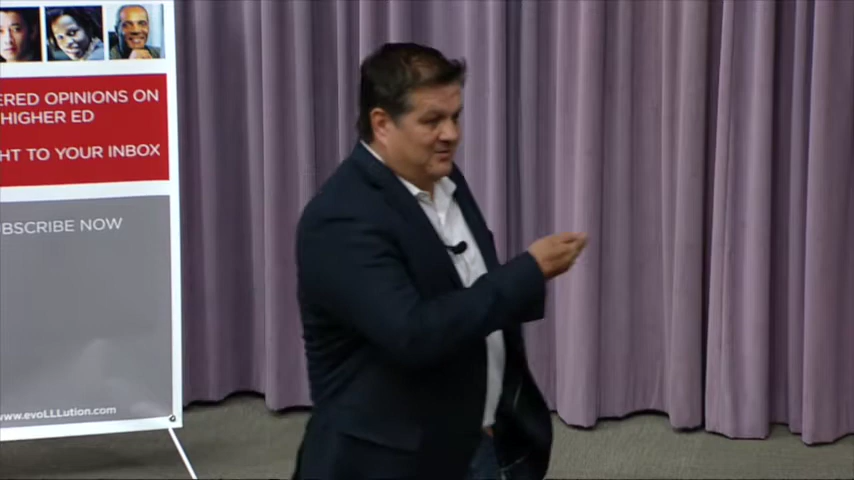 ERED OPINIONS ON
HIGHER ED
HT TO YOUR INBOX
BSCRIBE NOW
www.evoLLLution.com